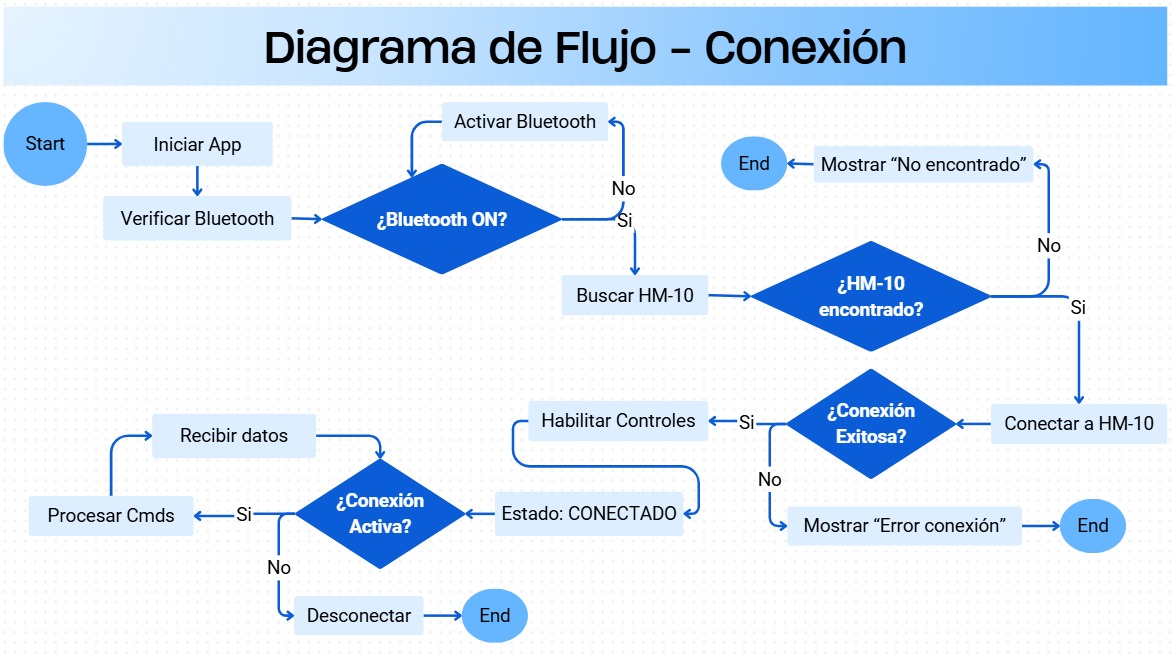 Diagrama de Flujo - Conexión
Start
Iniciar App
Verificar Bluetooth
Activar Bluetooth
¿Bluetooth ON?
No
Si
Buscar HM-10
End
Mostrar “No encontrado”
No
¿HM-10
encontrado?
Si
Conectar a HM-10
¿Conexión
Exitosa?
Si
No
Mostrar “Error conexión”
End
Habilitar Controles
Estado: CONECTADO
¿Conexión
Activa?
Si
Procesar Cmds
Recibir datos
No
Desconectar
End